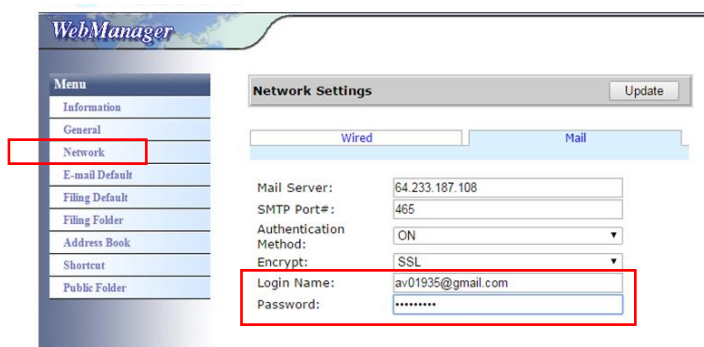 WebManager
Menu
Information
General
Network
E-mail Default
Filing Default
Filing Folder
Address Book
Shortcut
Public Folder
Network Settings Update
Wired Mail
Mail Server: 64.233.187.108
SMTP Port#: 465
Authentication
Method: ON
Encrypt: SSL
Login Name: av01935@gmail.com
Password: •••••••••